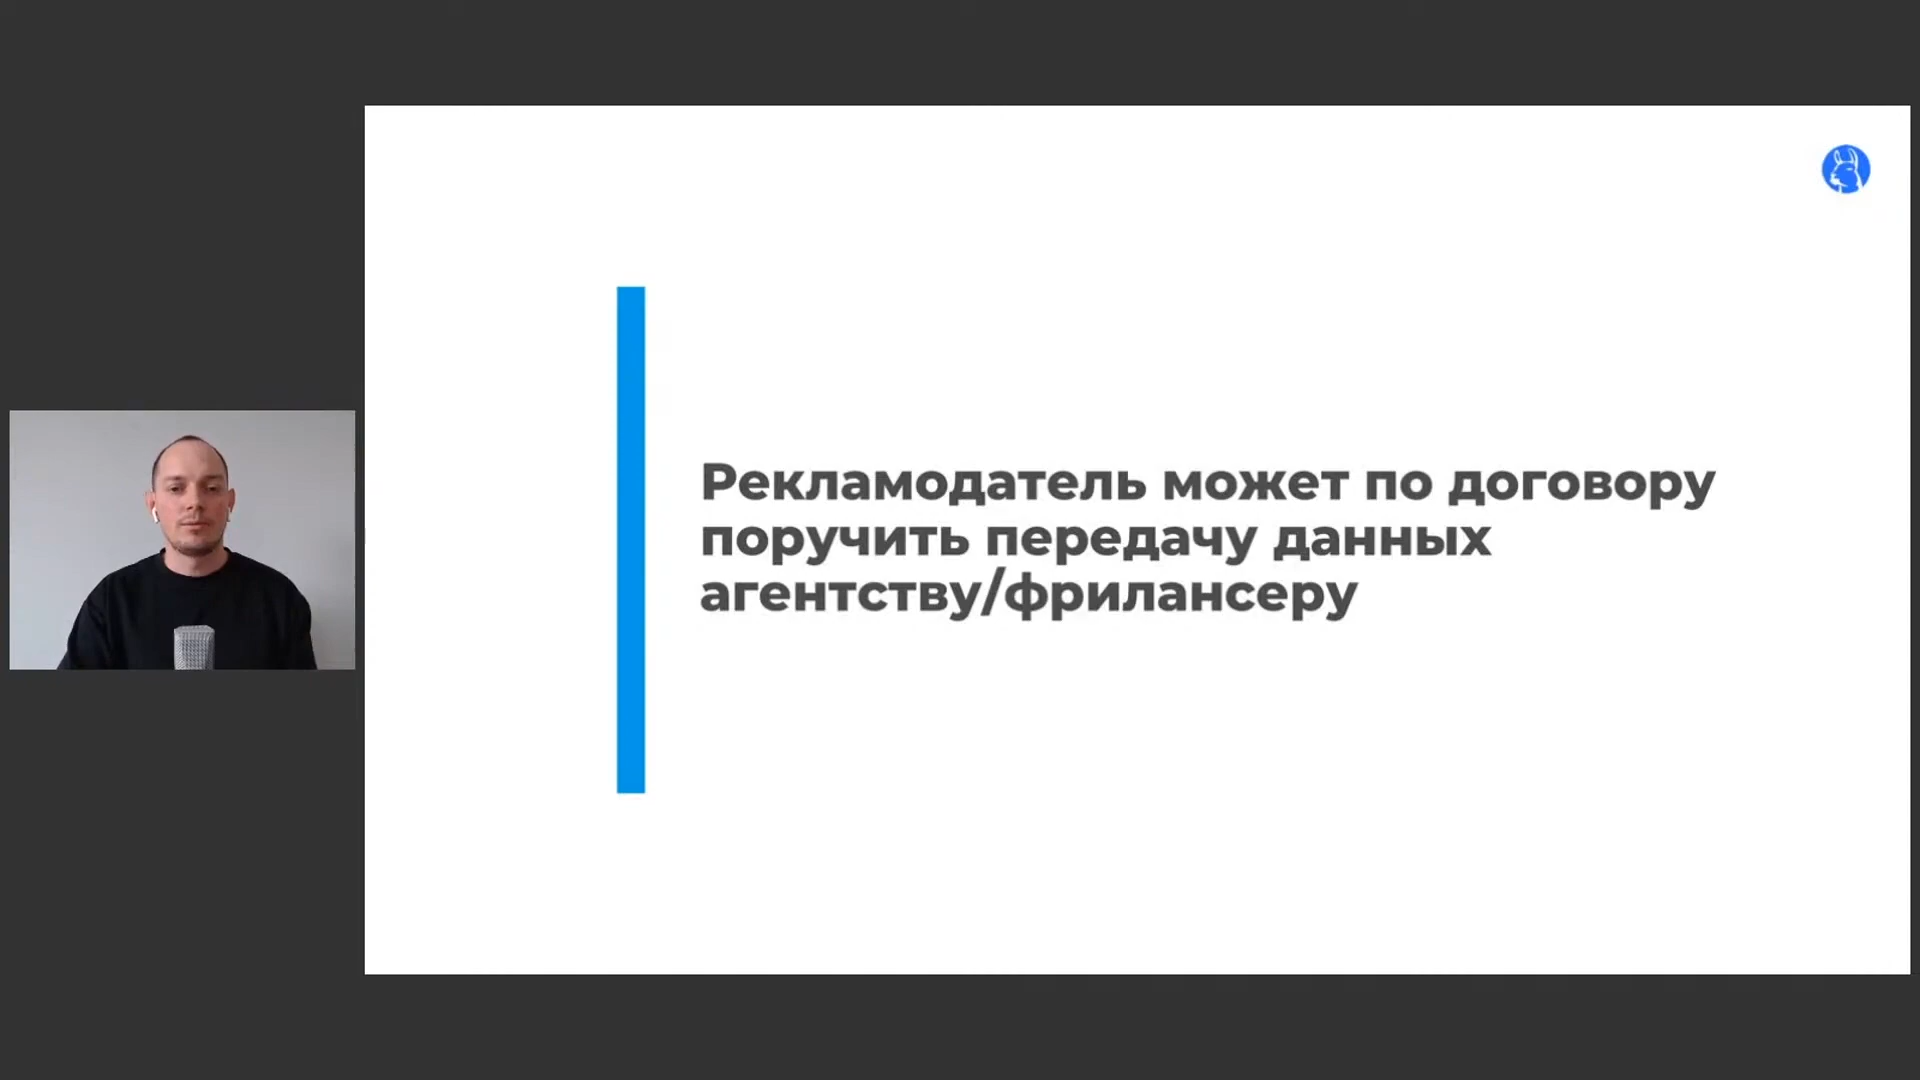 Рекламодатель может по договору
поручить передачу данных
агентству/фрилансеру